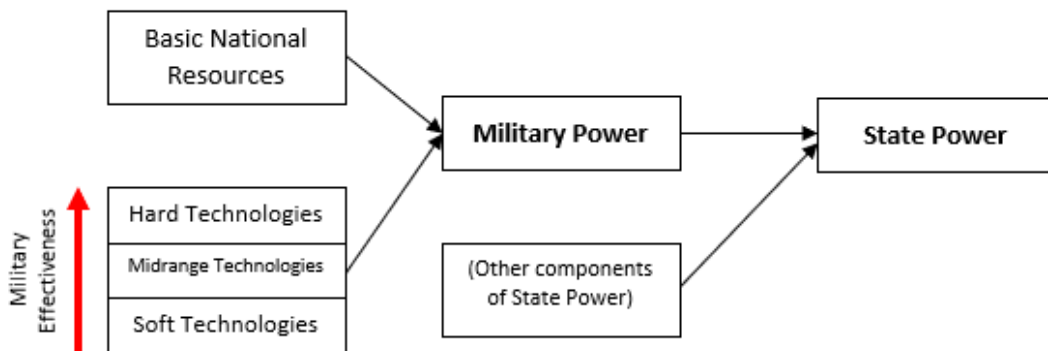 Basic National
Resources
Military Power
State Power
Military
Effectiveness
Hard Technologies
Midrange Technologies
Soft Technologies
(Other components
of State Power)